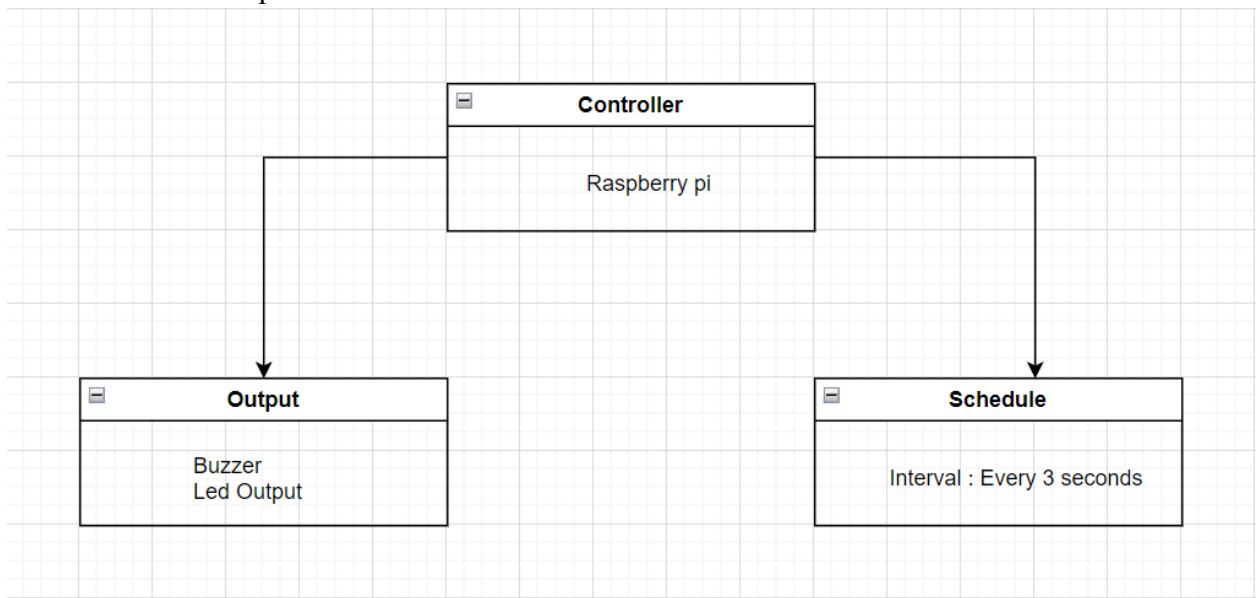 Controller
Raspberry pi
Output
Buzzer
Led Output
Schedule
Interval : Every 3 seconds